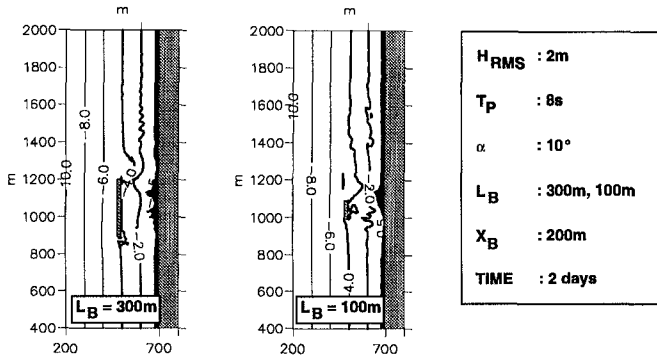 m
m
2000
1800
1600
1400
1200
1000
800
600
400
200
700
m
10.0
-8.0
-6.0
-4.0
-2.0
L_B = 300m
2000
1800
1600
1400
1200
1000
800
600
400
200
700
m
10.0
-8.0
-6.0
4.0
-2.0
L_B = 100m
H_RMS : 2m
T_P : 8s
α : 10°
L_B : 300m, 100m
X_B : 200m
TIME : 2 days